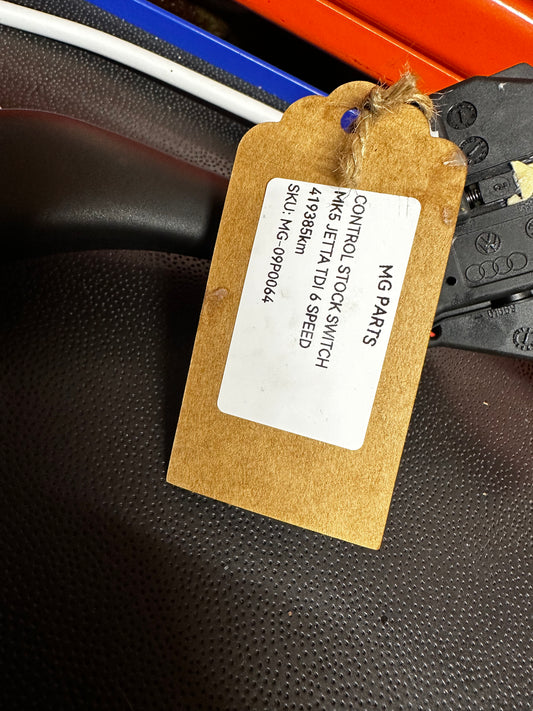 MG PARTS
CONTROL STOCK SWITCH
MK5 JETTA TDI 6 SPEED
419385km
SKU: MG-09P0064